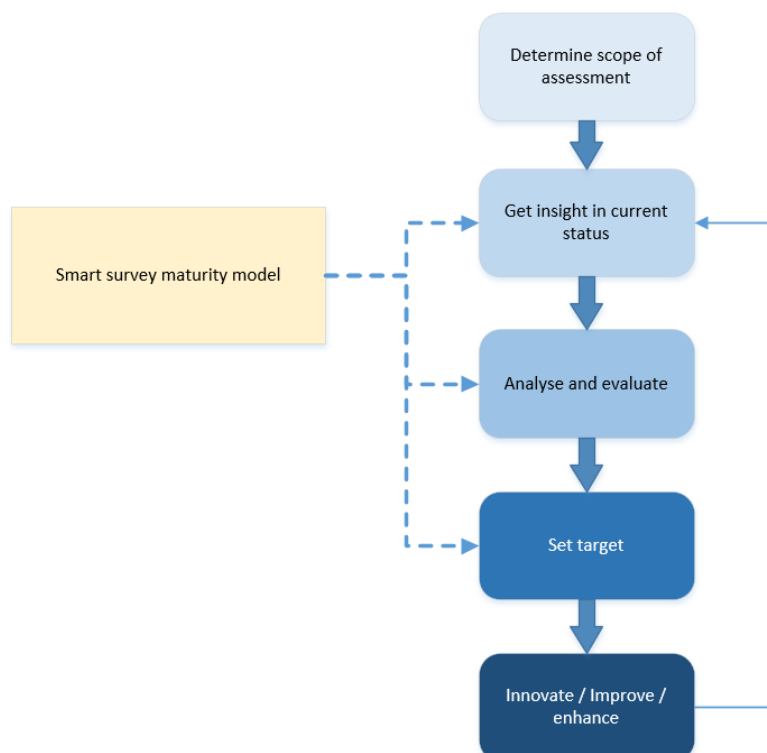 Determine scope of
assessment
Get insight in current
status
Smart survey maturity model
Analyse and evaluate
Set target
Innovate / Improve /
enhance